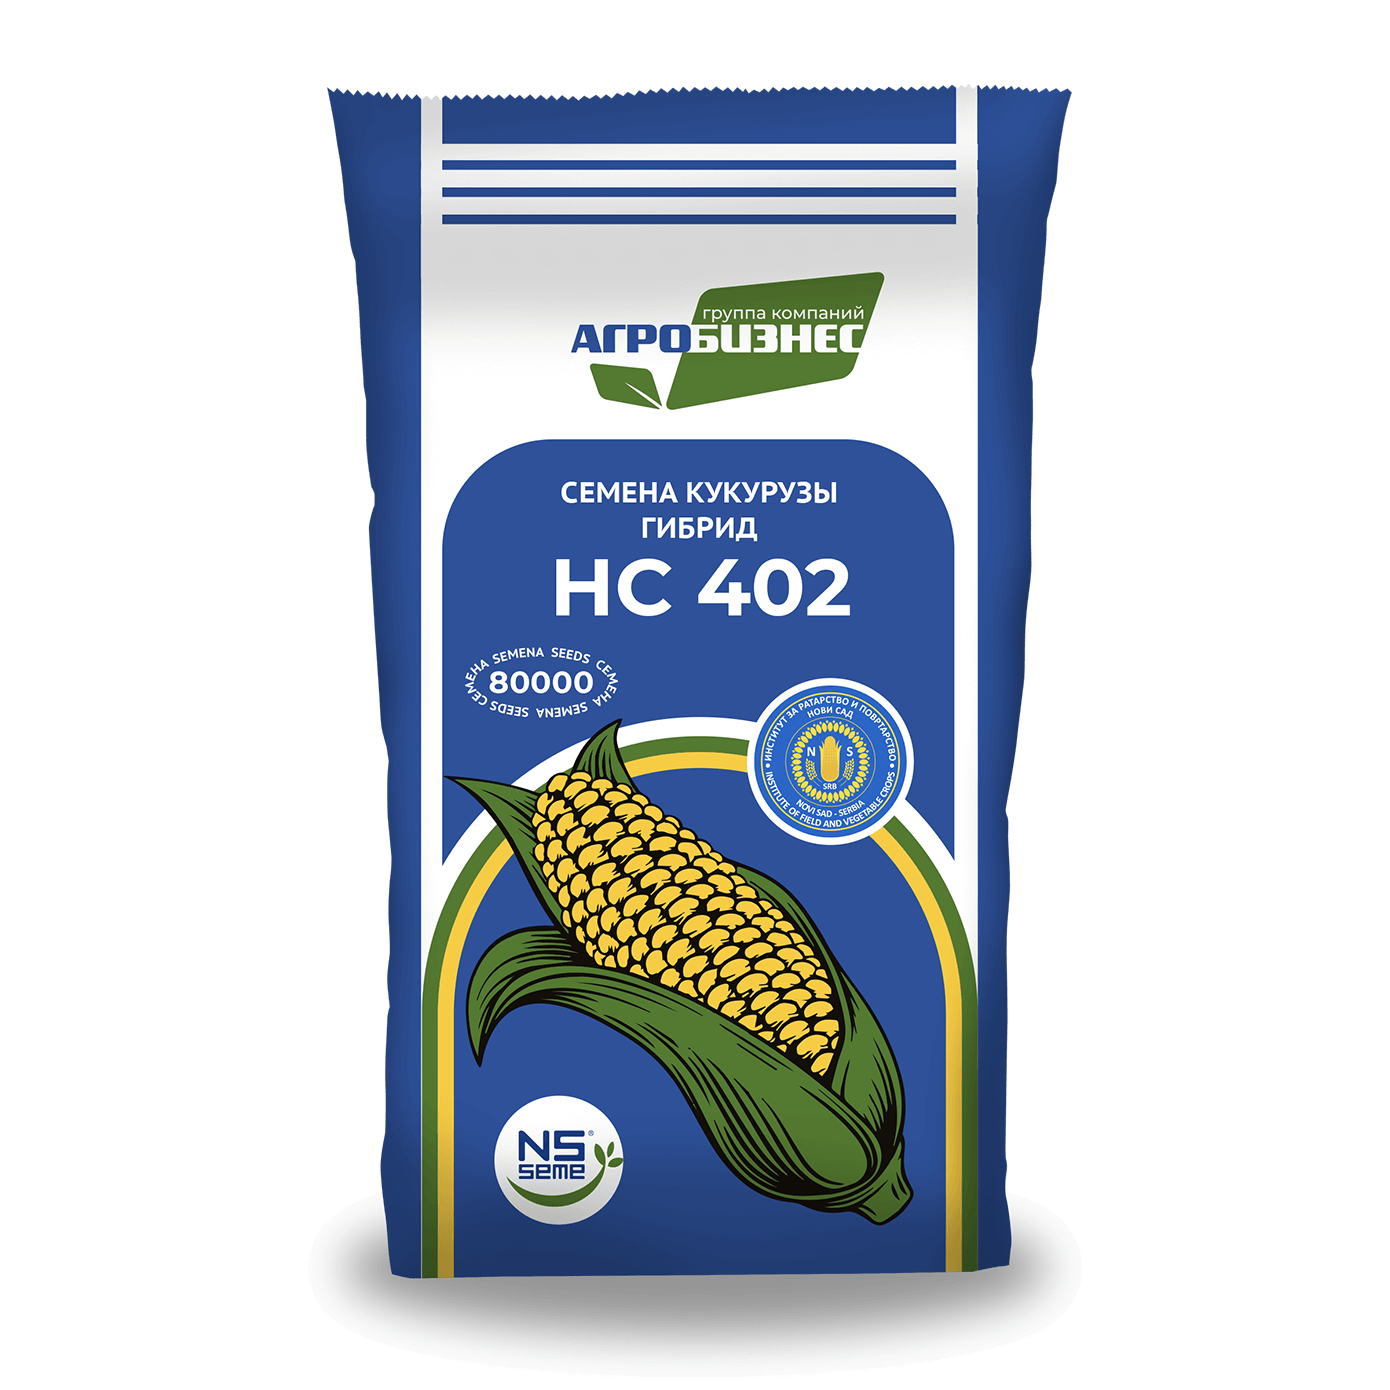 группа компаний
АГРОБИЗНЕС
СЕМЕНА КУКУРУЗЫ
ГИБРИД
НС 402
СЕМЕНА SEMENA SEEDS СЕМЕНА SEMENA SEEDS
80000
ИНСТИТУТ ЗА РАТАРСТВО И ПОВРТАРСТВО
НОВИ САД
N S
SRB
NOVI SAD - SERBIA
INSTITUTE OF FIELD AND VEGETABLE CROPS
NS®
seme